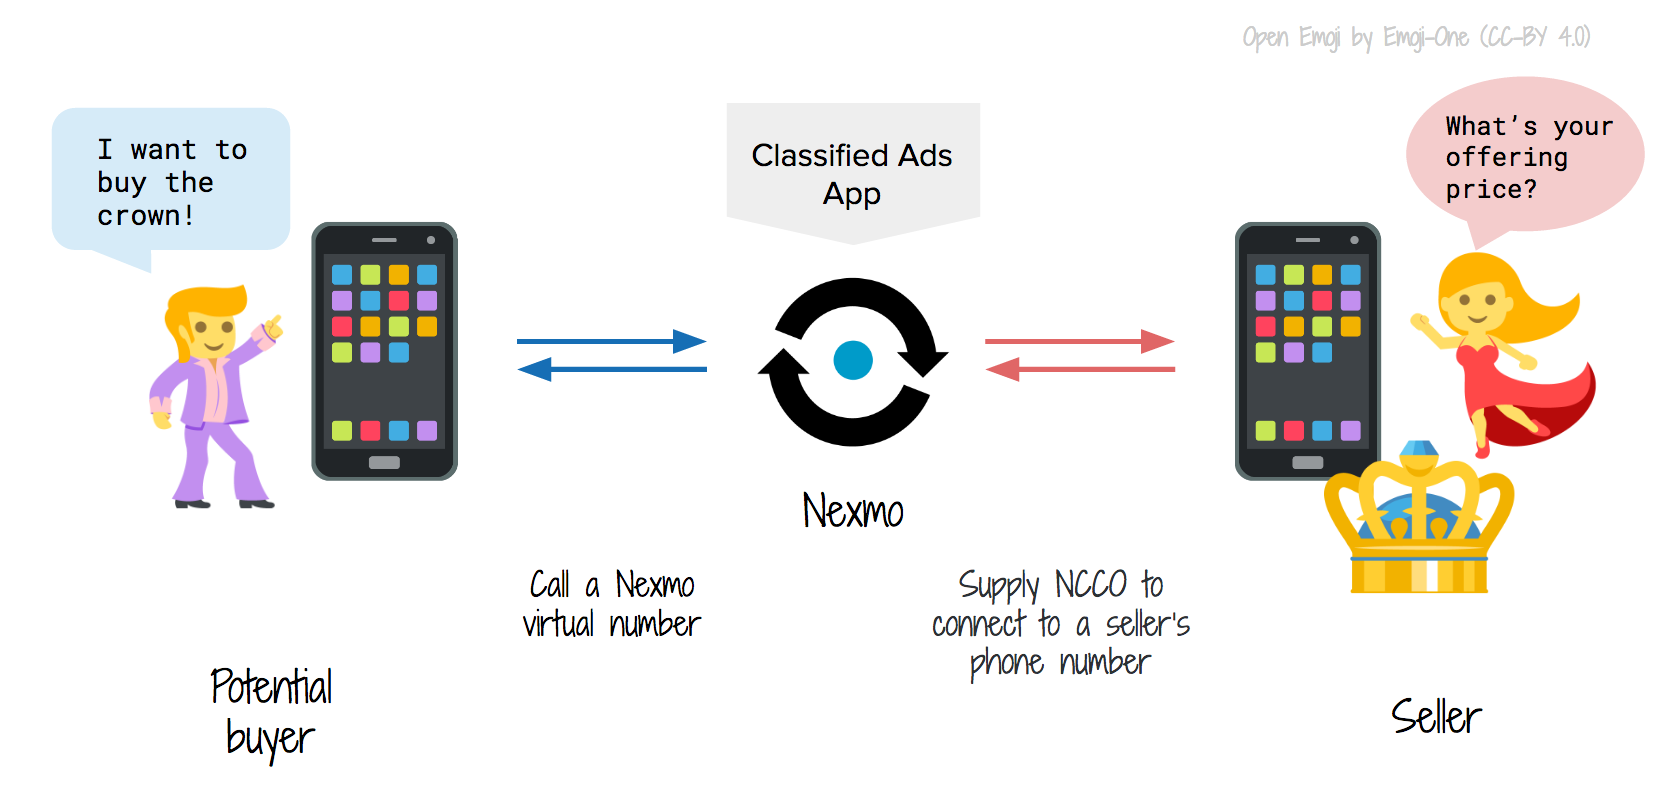 Open Emoji by Emoji-One (CC-BY 4.0)
I want to
buy the
crown!
Classified Ads
App
What's your
offering
price?
Nexmo
Call a Nexmo
virtual number
Supply NCCO to
connect to a seller's
phone number
Potential
buyer
Seller